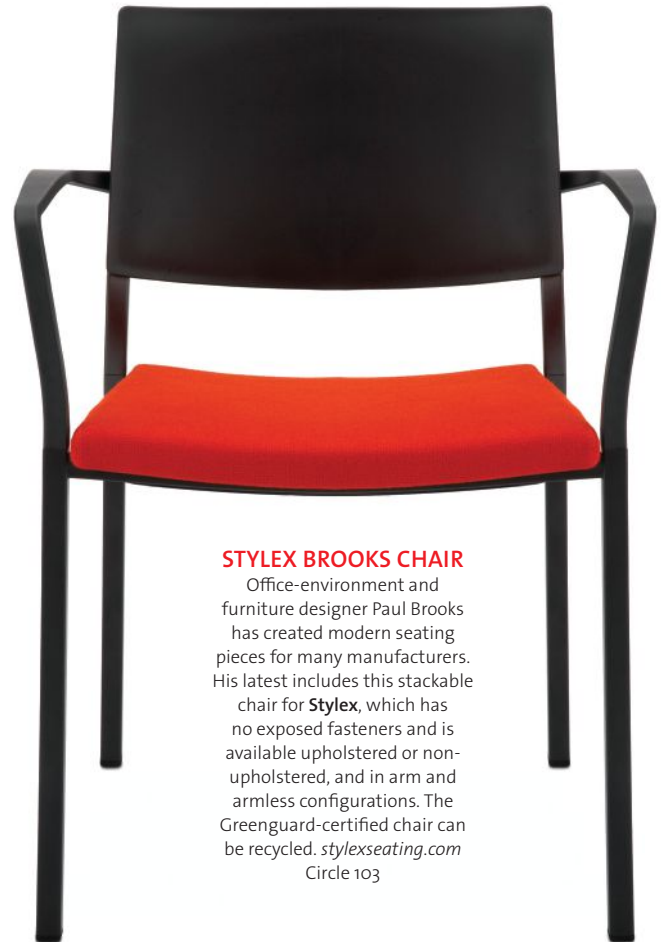 STYLEX BROOKS CHAIR
Office-environment and
furniture designer Paul Brooks
has created modern seating
pieces for many manufacturers.
His latest includes this stackable
chair for Stylex, which has
no exposed fasteners and is
available upholstered or non-
upholstered, and in arm and
armless configurations. The
Greenguard-certified chair can
be recycled. stylexseating.com
Circle 103